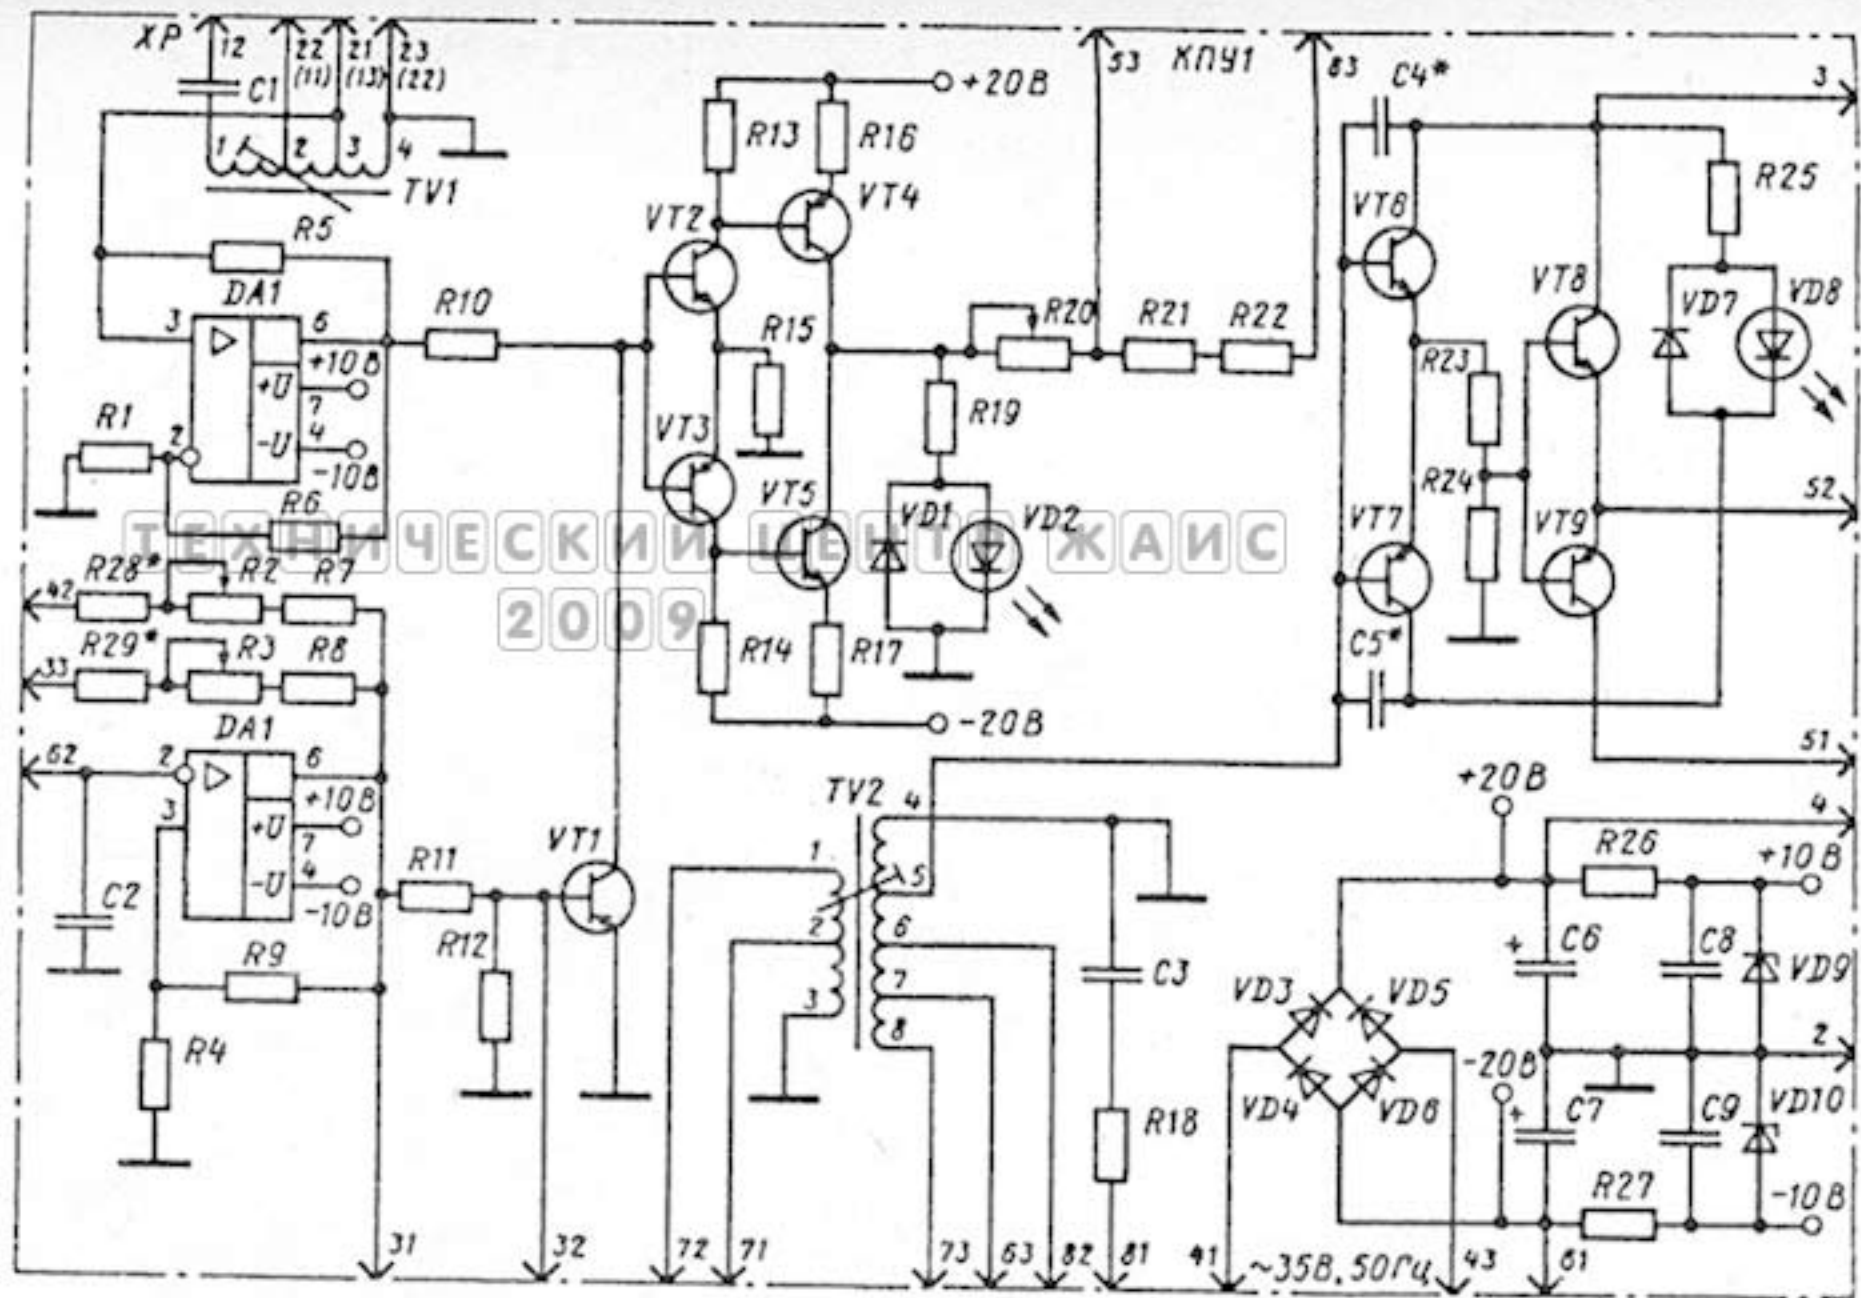 XP
12
22
(11)
21
(13)
23
(22)
C1
1
2
3
4
TV1
R5
DA1
3
6
+10В
+U
7
-U
4
-10В
2
R1
R6
R10
+20В
R13
R16
VT2
VT4
R15
VT3
VT5
R19
VD1
VD2
R14
R17
-20В
53
КПУ1
83
R20
R21
R22
C4*
3
R25
VT6
VT8
VD7
VD8
R23
R24
52
VT7
VT9
C5*
51
ТЕХНИЧЕСКИЙ ЦЕНТР ЖАИС
2009
42
R28*
R2
R7
33
R29*
R3
R8
62
DA1
2
6
+10В
3
+U
7
-U
4
-10В
C2
R11
VT1
R12
R9
R4
TV2
4
1
5
2
6
7
3
8
C3
R18
+20В
4
R26
+10В
C6
+
C8
VD9
VD3
VD5
2
-20В
VD4
VD6
+
C7
C9
VD10
R27
-10В
31
32
72
71
73
63
82
81
41
~35В, 50Гц
43
61